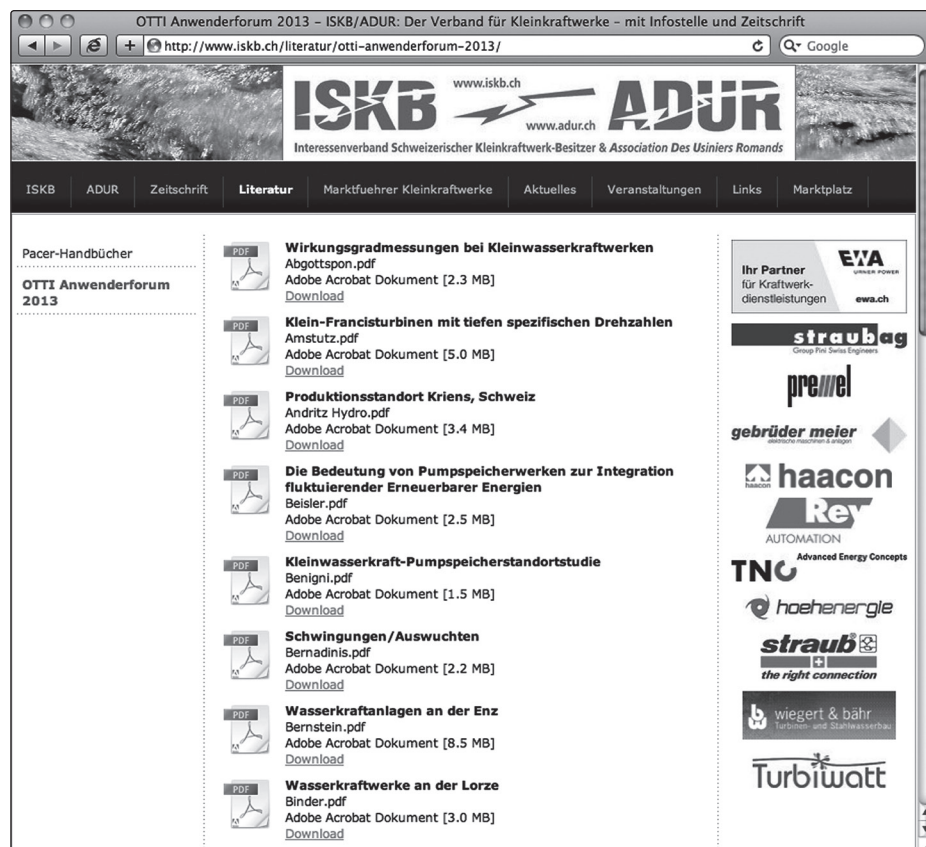 OTTI Anwenderforum 2013 – ISKB/ADUR: Der Verband für Kleinkraftwerke – mit Infostelle und Zeitschrift
http://www.iskb.ch/literatur/otti-anwenderforum-2013/
Google
ISKB
www.iskb.ch
www.adur.ch
ADUR
Interessenverband Schweizerischer Kleinkraftwerk-Besitzer & Association Des Usiniers Romands
ISKB ADUR Zeitschrift Literatur Marktfuehrer Kleinkraftwerke Aktuelles Veranstaltungen Links Marktplatz
Pacer-Handbücher
OTTI Anwenderforum
2013
PDF
Wirkungsgradmessungen bei Kleinwasserkraftwerken
Abgottspon.pdf
Adobe Acrobat Dokument [2.3 MB]
Download
PDF
Klein-Francisturbinen mit tiefen spezifischen Drehzahlen
Amstutz.pdf
Adobe Acrobat Dokument [5.0 MB]
Download
PDF
Produktionsstandort Kriens, Schweiz
Andritz Hydro.pdf
Adobe Acrobat Dokument [3.4 MB]
Download
PDF
Die Bedeutung von Pumpspeicherwerken zur Integration
fluktuierender Erneuerbarer Energien
Beisler.pdf
Adobe Acrobat Dokument [2.5 MB]
Download
PDF
Kleinwasserkraft-Pumpspeicherstandortstudie
Benigni.pdf
Adobe Acrobat Dokument [1.5 MB]
Download
PDF
Schwingungen/Auswuchten
Bernadinis.pdf
Adobe Acrobat Dokument [2.2 MB]
Download
PDF
Wasserkraftanlagen an der Enz
Bernstein.pdf
Adobe Acrobat Dokument [8.5 MB]
Download
PDF
Wasserkraftwerke an der Lorze
Binder.pdf
Adobe Acrobat Dokument [3.0 MB]
Download
EWA
URNER POWER
Ihr Partner
für Kraftwerk-
dienstleistungen
ewa.ch
straubag
Group Pini Swiss Engineers
premel
gebrüder meier
elektrische maschinen & anlagen
haacon
haacon
Rey
AUTOMATION
Advanced Energy Concepts
TNC
hoehenergie
straub®
the right connection
bw
wiegert & bähr
Turbinen- und Stahlwasserbau
Turbiwatt